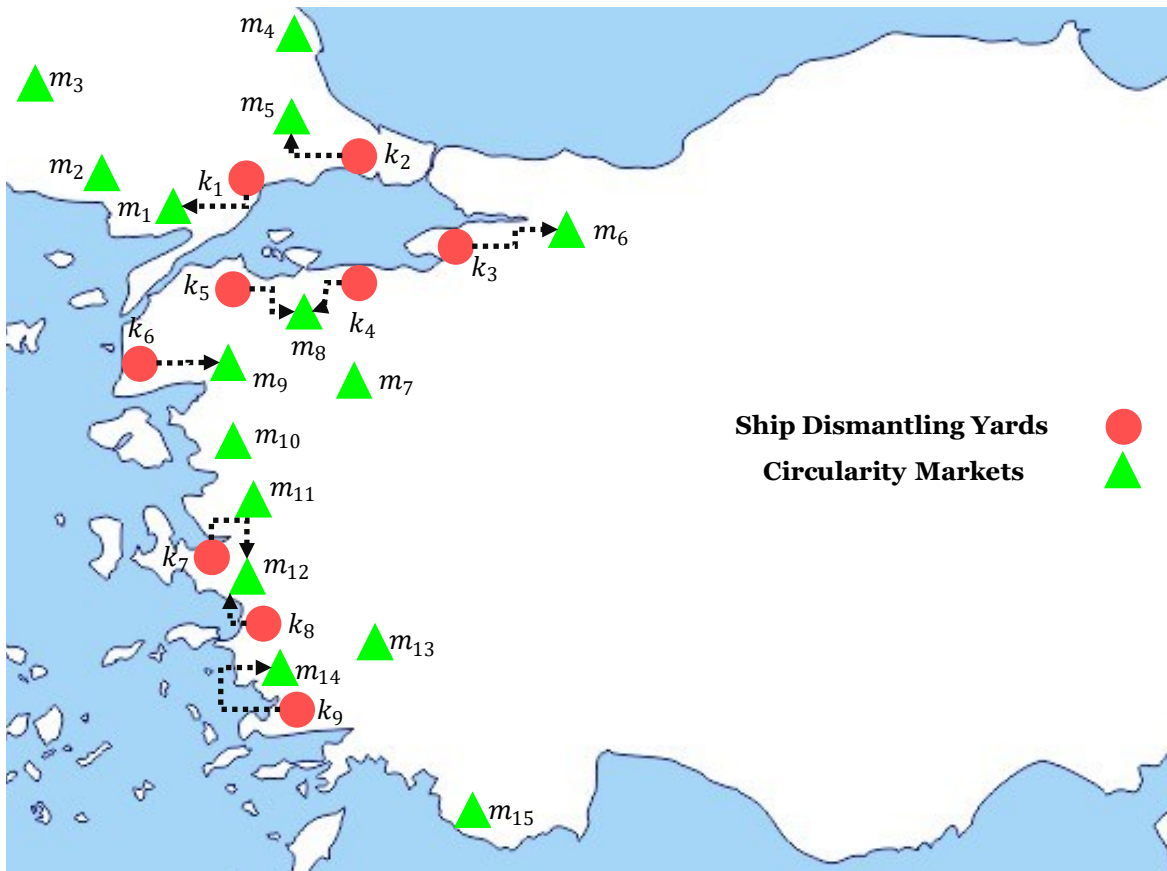 m₄
m₃
m₅
k₂
m₂
k₁
m₁
m₆
k₃
k₅
k₄
k₆
m₈
m₉
m₇
Ship Dismantling Yards
m₁₀
Circularity Markets
m₁₁
k₇
m₁₂
k₈
m₁₃
m₁₄
k₉
m₁₅